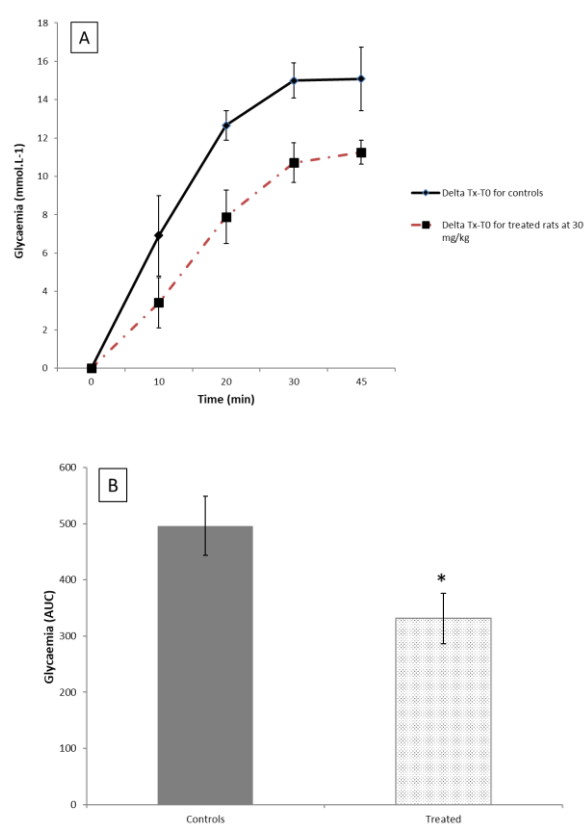 A
18
16
14
12
10
8
6
4
2
0
Glycaemia (mmol.L-1)
0 10 20 30 45
Time (min)
Delta Tx-T0 for controls
Delta Tx-T0 for treated rats at 30
mg/kg
B
600
500
400
300
200
100
0
Glycaemia (AUC)
*
Controls Treated